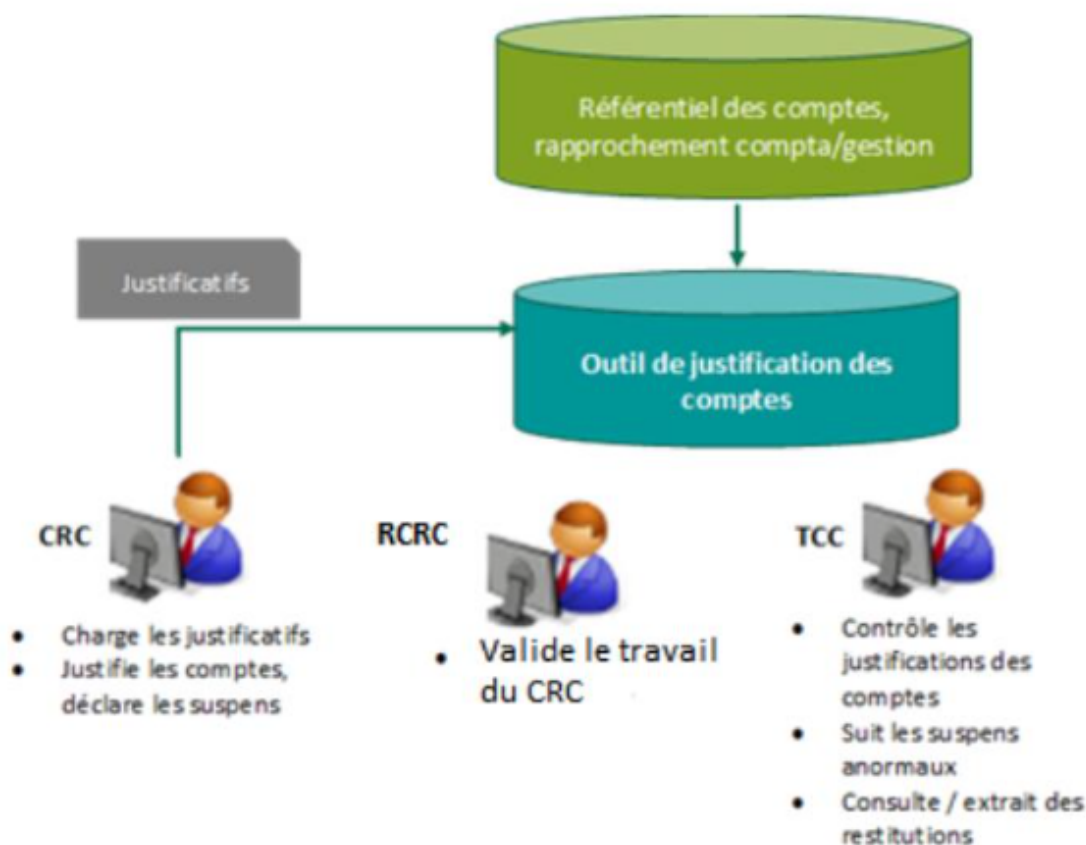 Référentiel des comptes,
rapprochement compta/gestion
Justificatifs
Outil de justification des
comptes
CRC
• Charge les justificatifs
• Justifie les comptes,
déclare les suspens
RCRC
• Valide le travail
du CRC
TCC
• Contrôle les
justifications des
comptes
• Suit les suspens
anormaux
• Consulte / extrait des
restitutions